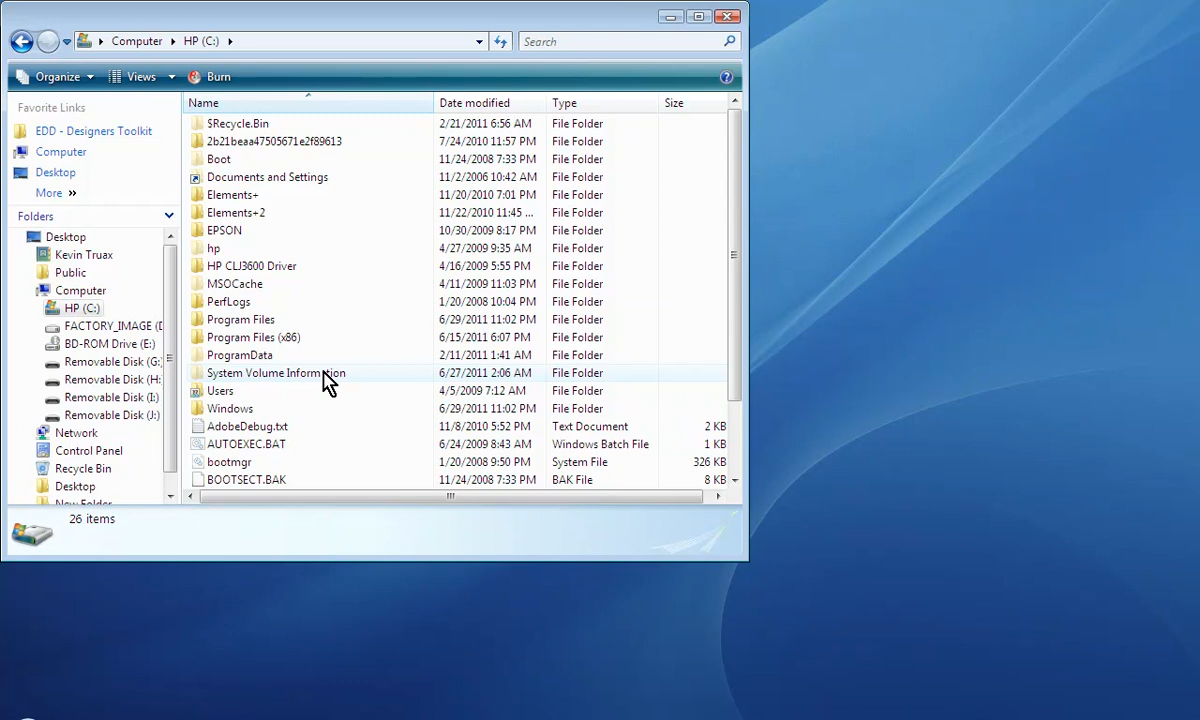 Computer HP (C:)
Search
Organize Views Burn
Favorite Links
EDD - Designers Toolkit
Computer
Desktop
More »
Folders
Desktop
Kevin Truax
Public
Computer
HP (C:)
FACTORY_IMAGE (D
BD-ROM Drive (E:)
Removable Disk (G:
Removable Disk (H:
Removable Disk (I:)
Removable Disk (J:)
Network
Control Panel
Recycle Bin
Desktop
New Folder
Name Date modified Type Size
$Recycle.Bin 2/21/2011 6:56 AM File Folder
2b21beaa47505671e2f89613 7/24/2010 11:57 PM File Folder
Boot 11/24/2008 7:33 PM File Folder
Documents and Settings 11/2/2006 10:42 AM File Folder
Elements+ 11/20/2010 7:01 PM File Folder
Elements+2 11/22/2010 11:45 ... File Folder
EPSON 10/30/2009 8:17 PM File Folder
hp 4/27/2009 9:35 AM File Folder
HP CLJ3600 Driver 4/16/2009 5:55 PM File Folder
MSOCache 4/11/2009 11:03 PM File Folder
PerfLogs 1/20/2008 10:04 PM File Folder
Program Files 6/29/2011 11:02 PM File Folder
Program Files (x86) 6/15/2011 6:07 PM File Folder
ProgramData 2/11/2011 1:41 AM File Folder
System Volume Information 6/27/2011 2:06 AM File Folder
Users 4/5/2009 7:12 AM File Folder
Windows 6/29/2011 11:02 PM File Folder
AdobeDebug.txt 11/8/2010 5:52 PM Text Document 2 KB
AUTOEXEC.BAT 6/24/2009 8:43 AM Windows Batch File 1 KB
bootmgr 1/20/2008 9:50 PM System File 326 KB
BOOTSECT.BAK 11/24/2008 7:33 PM BAK File 8 KB
26 items